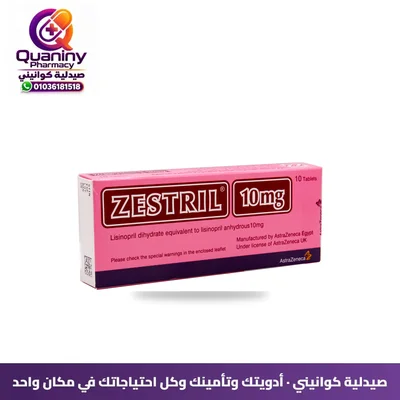 Quaniny
Pharmacy
صيدلية كوانيني
01036181518
10 Tablets
ZESTRIL® 10mg
Lisinopril dihydrate equivalent to lisinopril anhydrous10mg
Manufactured by AstraZeneca Egypt
Under license of AstraZeneca UK
Please check the special warnings in the enclosed leaflet
AstraZeneca
صيدلية كوانيني - أدويتك وتأمينك وكل احتياجاتك في مكان واحد